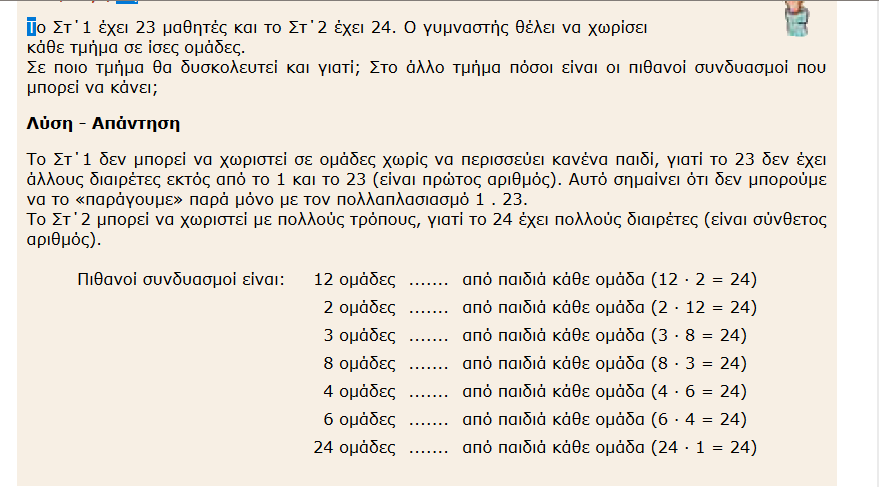 Το Στ΄1 έχει 23 μαθητές και το Στ΄2 έχει 24. Ο γυμναστής θέλει να χωρίσει
κάθε τμήμα σε ίσες ομάδες.
Σε ποιο τμήμα θα δυσκολευτεί και γιατί; Στο άλλο τμήμα πόσοι είναι οι πιθανοί συνδυασμοί που
μπορεί να κάνει;
Λύση - Απάντηση
Το Στ΄1 δεν μπορεί να χωριστεί σε ομάδες χωρίς να περισσεύει κανένα παιδί, γιατί το 23 δεν έχει
άλλους διαιρέτες εκτός από το 1 και το 23 (είναι πρώτος αριθμός). Αυτό σημαίνει ότι δεν μπορούμε
να το «παράγουμε» παρά μόνο με τον πολλαπλασιασμό 1 . 23.
Το Στ΄2 μπορεί να χωριστεί με πολλούς τρόπους, γιατί το 24 έχει πολλούς διαιρέτες (είναι σύνθετος
αριθμός).
Πιθανοί συνδυασμοί είναι: 12 ομάδες ....... από παιδιά κάθε ομάδα (12 · 2 = 24)
2 ομάδες ....... από παιδιά κάθε ομάδα (2 · 12 = 24)
3 ομάδες ....... από παιδιά κάθε ομάδα (3 · 8 = 24)
8 ομάδες ....... από παιδιά κάθε ομάδα (8 · 3 = 24)
4 ομάδες ....... από παιδιά κάθε ομάδα (4 · 6 = 24)
6 ομάδες ....... από παιδιά κάθε ομάδα (6 · 4 = 24)
24 ομάδες ....... από παιδιά κάθε ομάδα (24 · 1 = 24)